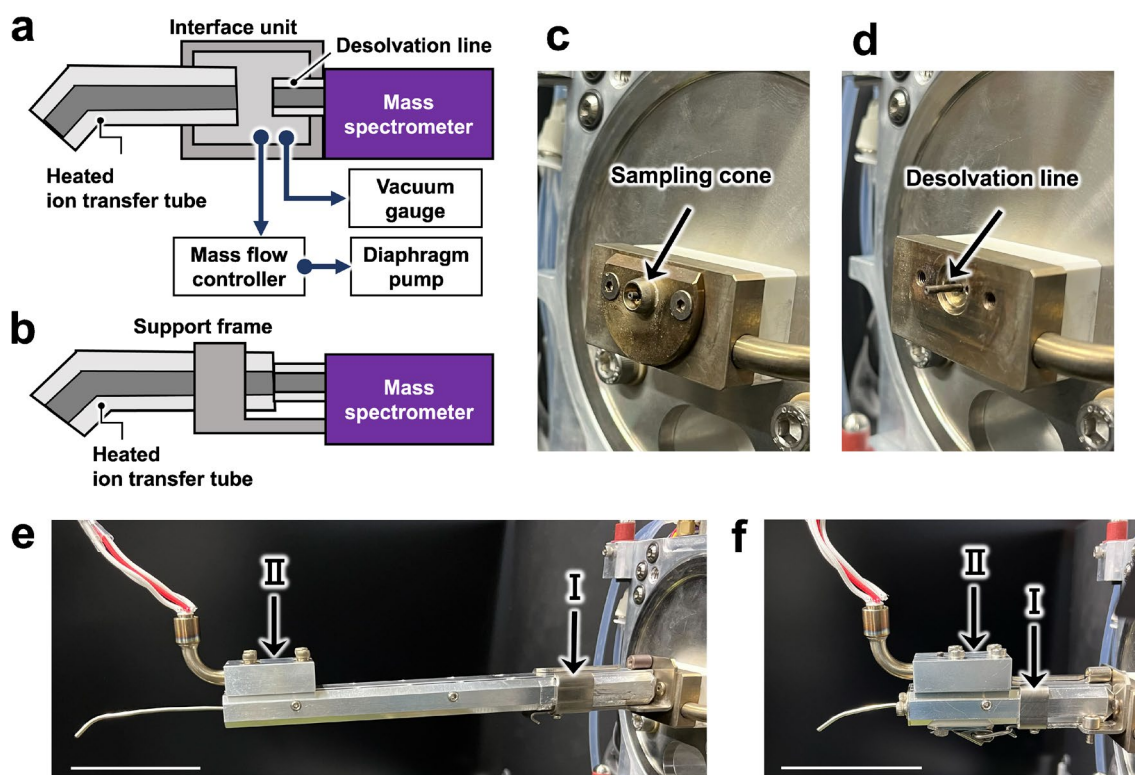 a
Interface unit
Desolvation line
Mass
spectrometer
Heated
ion transfer tube
Vacuum
gauge
Mass flow
controller
Diaphragm
pump
b
Support frame
Mass
spectrometer
Heated
ion transfer tube
c
Sampling cone
d
Desolvation line
e
II
I
f
II
I